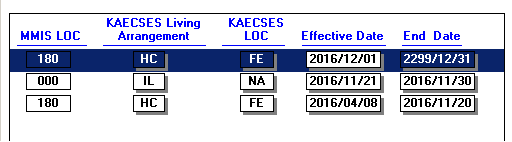 MMIS LOC KAECSES Living Arrangement KAECSES LOC Effective Date End Date
180 HC FE 2016/12/01 2299/12/31
000 IL NA 2016/11/21 2016/11/30
180 HC FE 2016/04/08 2016/11/20